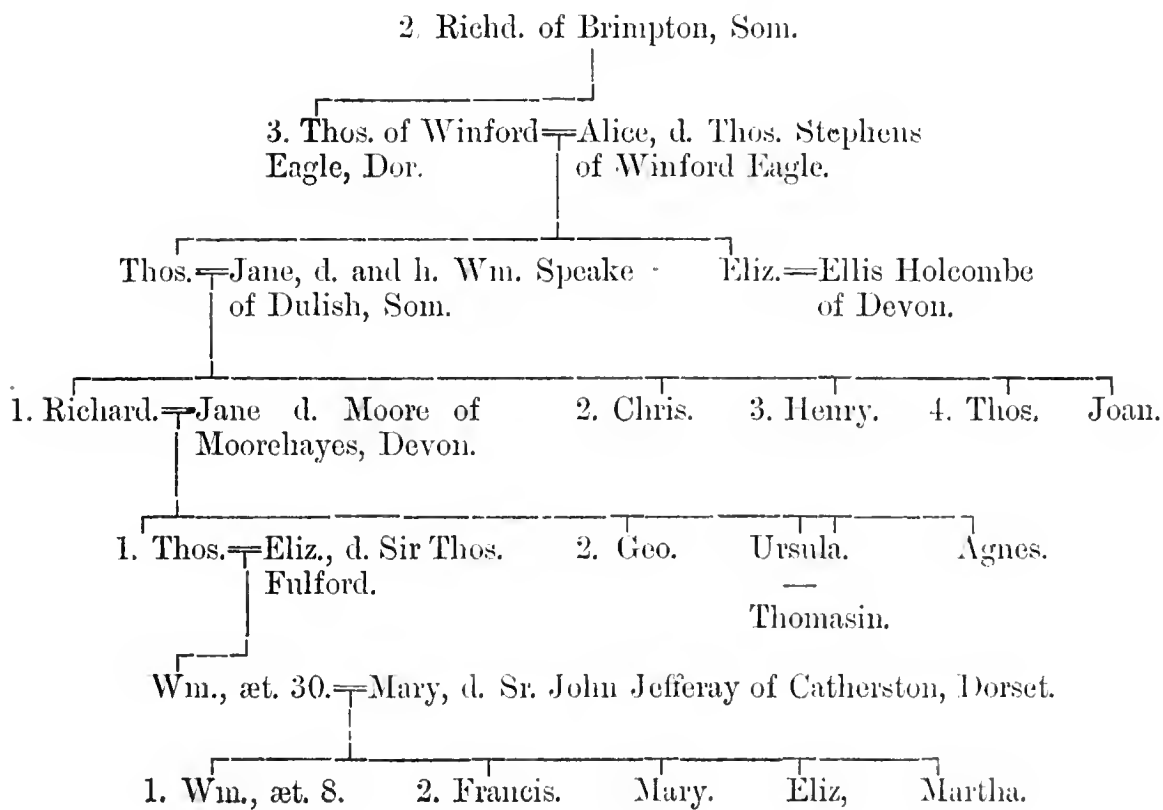 2. Richd. of Brimpton, Som.
3. Thos. of Winford=Alice, d. Thos. Stephens
Eagle, Dor. of Winford Eagle.
Thos.=Jane, d. and h. Wm. Speake Eliz.=Ellis Holcombe
of Dulish, Som. of Devon.
1. Richard.=Jane d. Moore of 2. Chris. 3. Henry. 4. Thos. Joan.
Moorehayes, Devon.
1. Thos.=Eliz., d. Sir Thos. 2. Geo. Ursula. Agnes.
Fulford.
Thomasin.
Wm., æt. 30.=Mary, d. Sr. John Jefferay of Catherston, Dorset.
1. Wm., æt. 8. 2. Francis. Mary. Eliz, Martha.